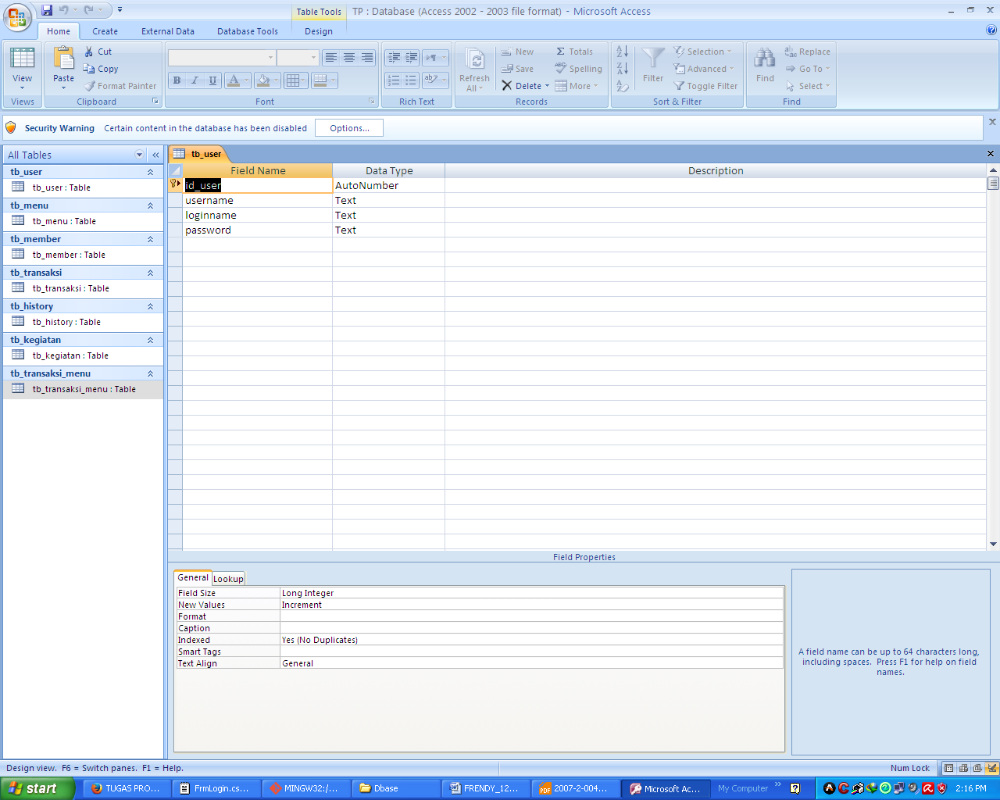 Table Tools
TP : Database (Access 2002 - 2003 file format) - Microsoft Access
Home
Create
External Data
Database Tools
Design
View
Views
Paste
Cut
Copy
Format Painter
Clipboard
B I U A
Font
Rich Text
Refresh
All
New
Save
Delete
Totals
Spelling
More
Records
Filter
Selection
Advanced
Toggle Filter
Sort & Filter
Find
Replace
Go To
Select
Find
Security Warning
Certain content in the database has been disabled
Options...
All Tables
tb_user
tb_user : Table
tb_menu
tb_menu : Table
tb_member
tb_member : Table
tb_transaksi
tb_transaksi : Table
tb_history
tb_history : Table
tb_kegiatan
tb_kegiatan : Table
tb_transaksi_menu
tb_transaksi_menu : Table
tb_user
Field Name Data Type Description
id_user AutoNumber
username Text
loginname Text
password Text
Field Properties
General Lookup
Field Size Long Integer
New Values Increment
Format
Caption
Indexed Yes (No Duplicates)
Smart Tags
Text Align General
A field name can be up to 64 characters long,
including spaces. Press F1 for help on field
names.
Design view. F6 = Switch panes. F1 = Help.
Num Lock
start
TUGAS PRO...
FrmLogin.cs...
MINGW32:/...
Dbase
FRENDY_12...
2007-2-004...
Microsoft Ac...
My Computer
2:16 PM